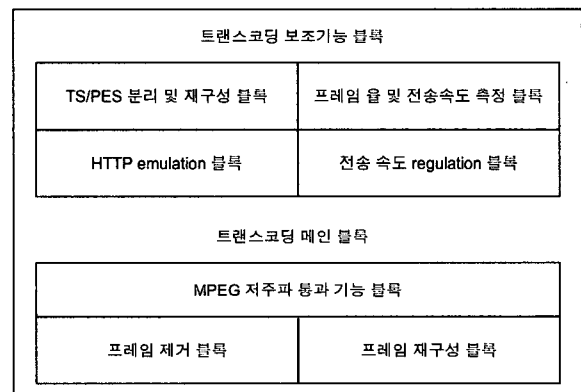 트랜스코딩 보조기능 블록
TS/PES 분리 및 재구성 블록
프레임 율 및 전송속도 측정 블록
HTTP emulation 블록
전송 속도 regulation 블록
트랜스코딩 메인 블록
MPEG 저주파 통과 기능 블록
프레임 제거 블록
프레임 재구성 블록